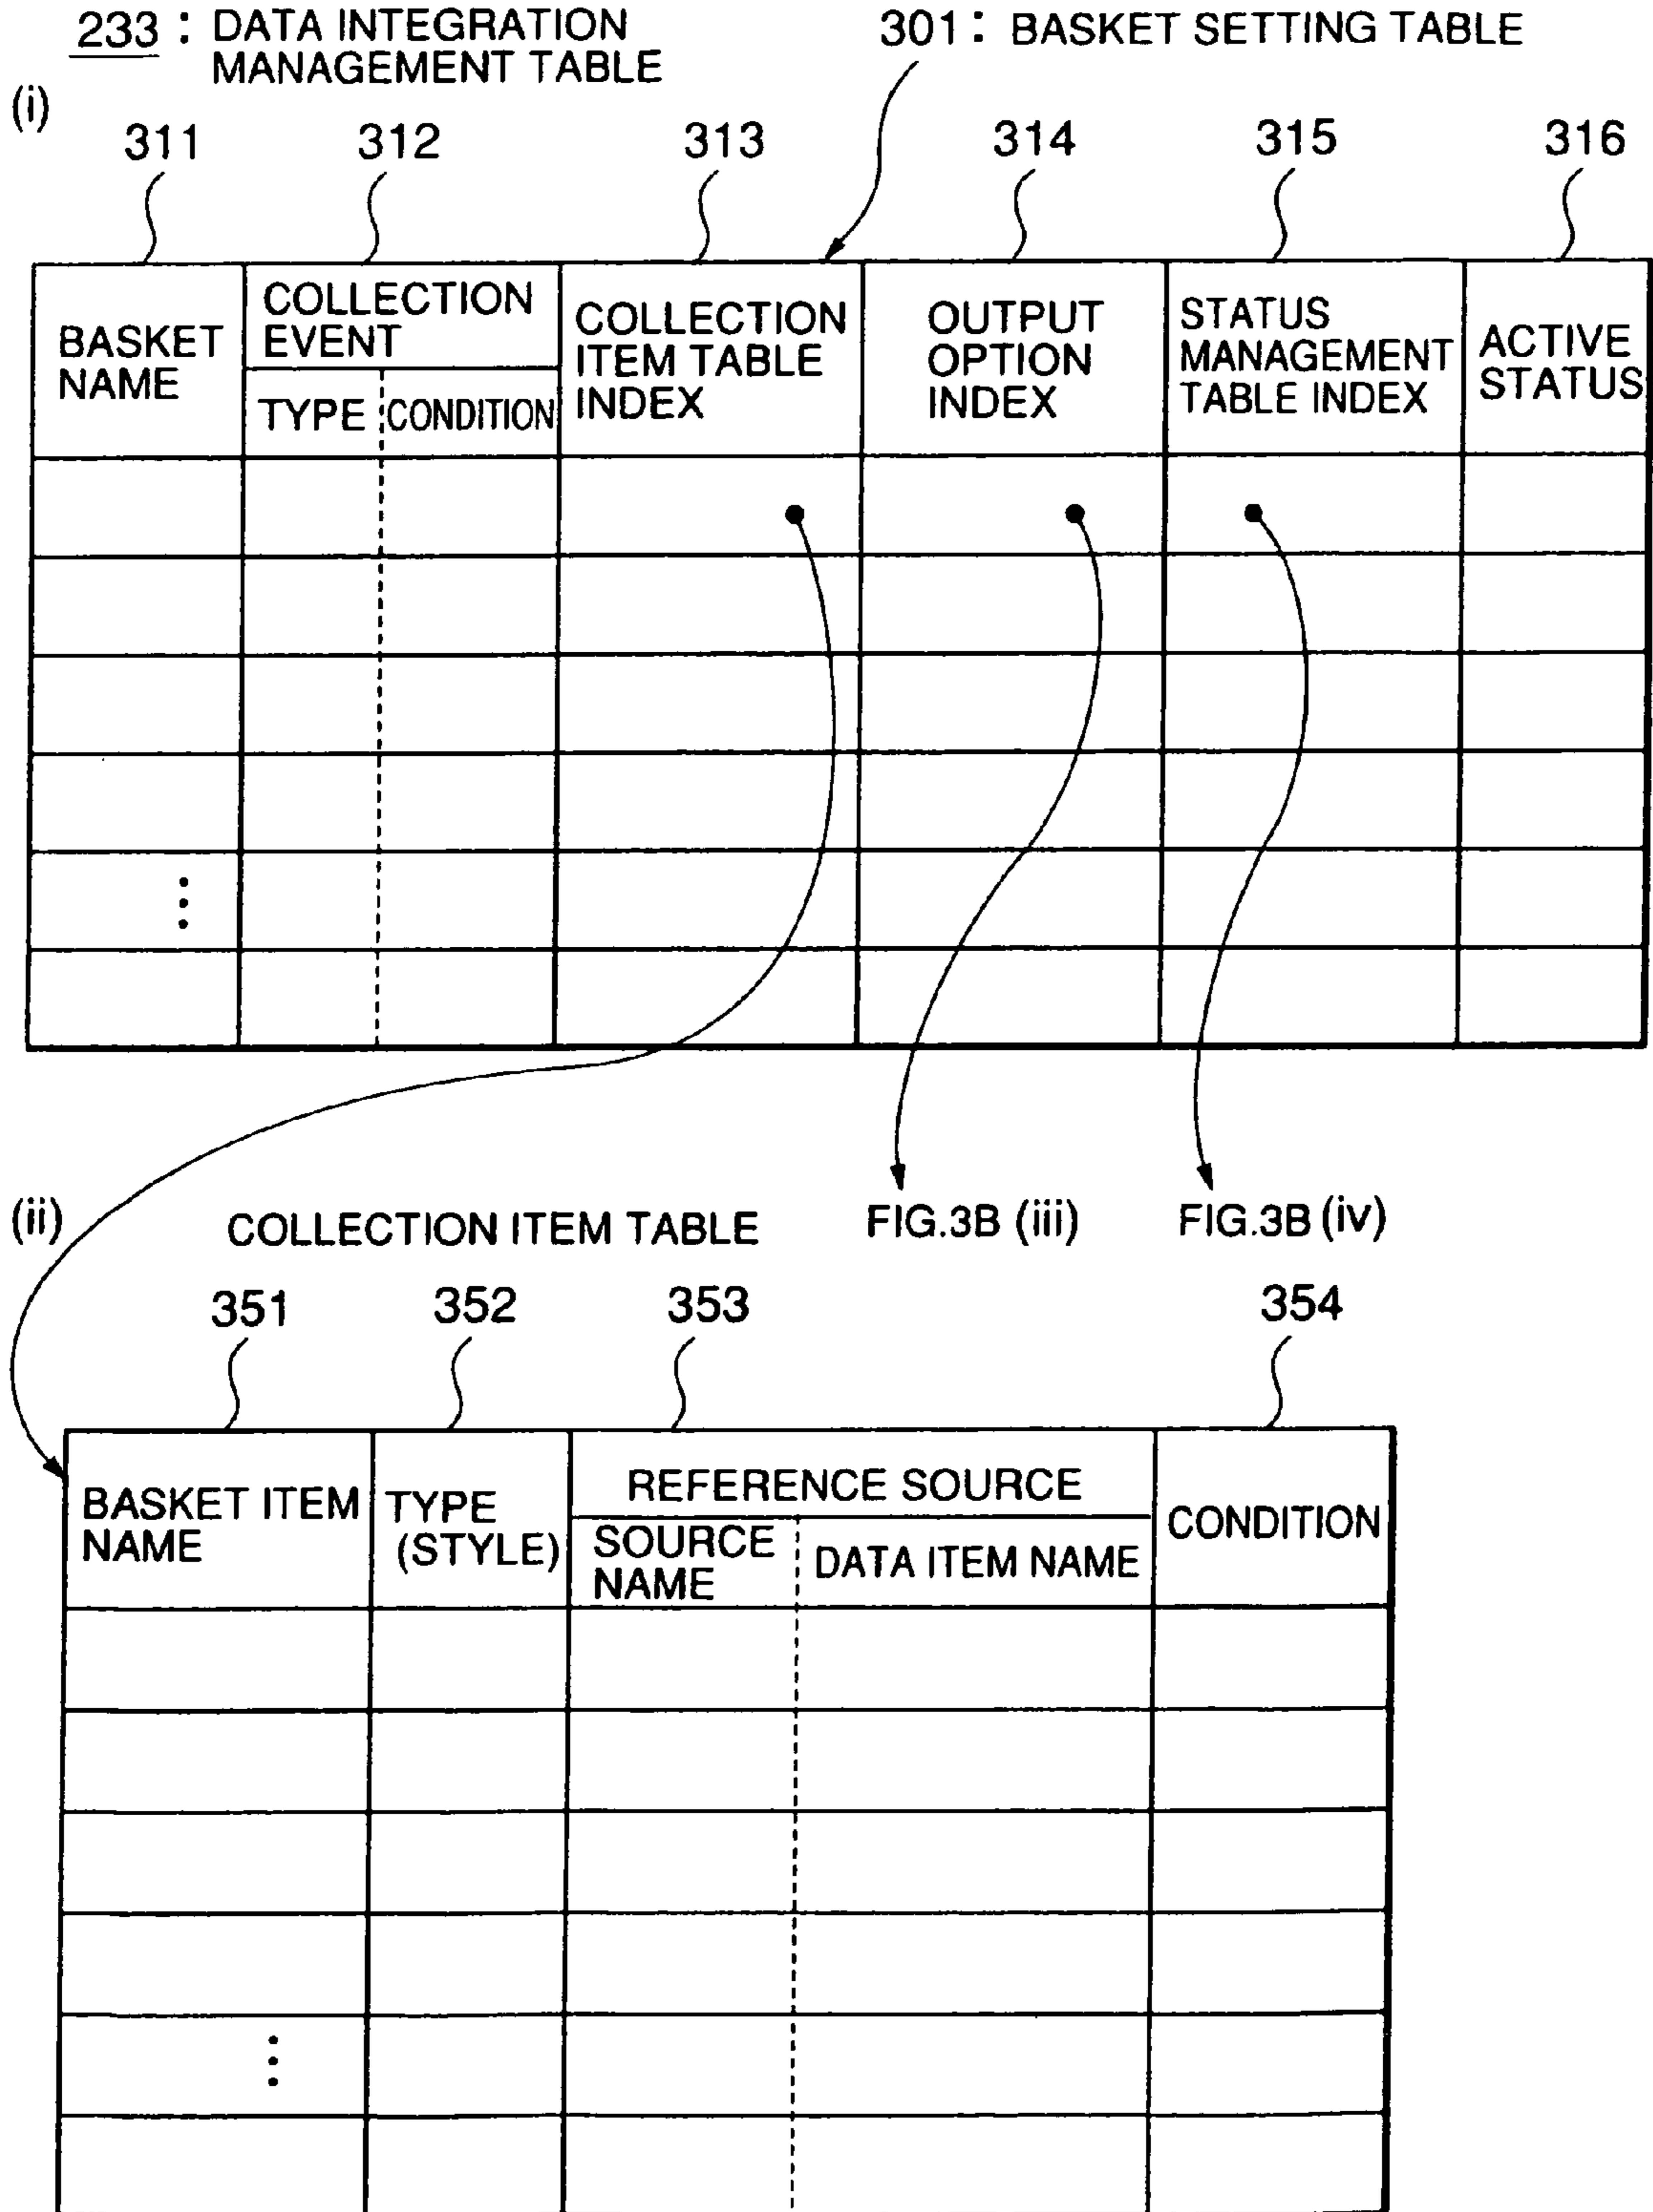 233 : DATA INTEGRATION
MANAGEMENT TABLE
301 : BASKET SETTING TABLE
(i)
311
312
313
314
315
316
BASKET
NAME
COLLECTION
EVENT
TYPE
CONDITION
COLLECTION
ITEM TABLE
INDEX
OUTPUT
OPTION
INDEX
STATUS
MANAGEMENT
TABLE INDEX
ACTIVE
STATUS
(ii)
COLLECTION ITEM TABLE
FIG.3B (iii)
FIG.3B (iv)
351
352
353
354
BASKET ITEM
NAME
TYPE
(STYLE)
REFERENCE SOURCE
SOURCE
NAME
DATA ITEM NAME
CONDITION